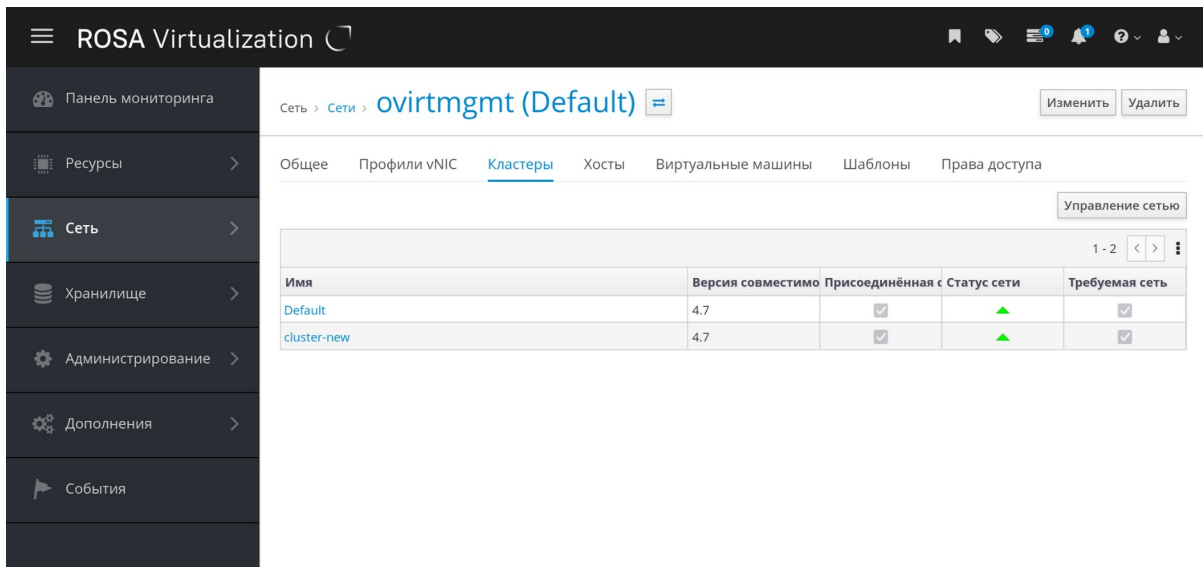 ROSA Virtualization
0
1
Панель мониторинга
Ресурсы
Сеть
Хранилище
Администрирование
Дополнения
События
Сеть > Сети > ovirtmgmt (Default)
Изменить Удалить
Общее Профили vNIC Кластеры Хосты Виртуальные машины Шаблоны Права доступа
Управление сетью
1 - 2
Имя Версия совместимо Присоединённая с Статус сети Требуемая сеть
Default 4.7
cluster-new 4.7